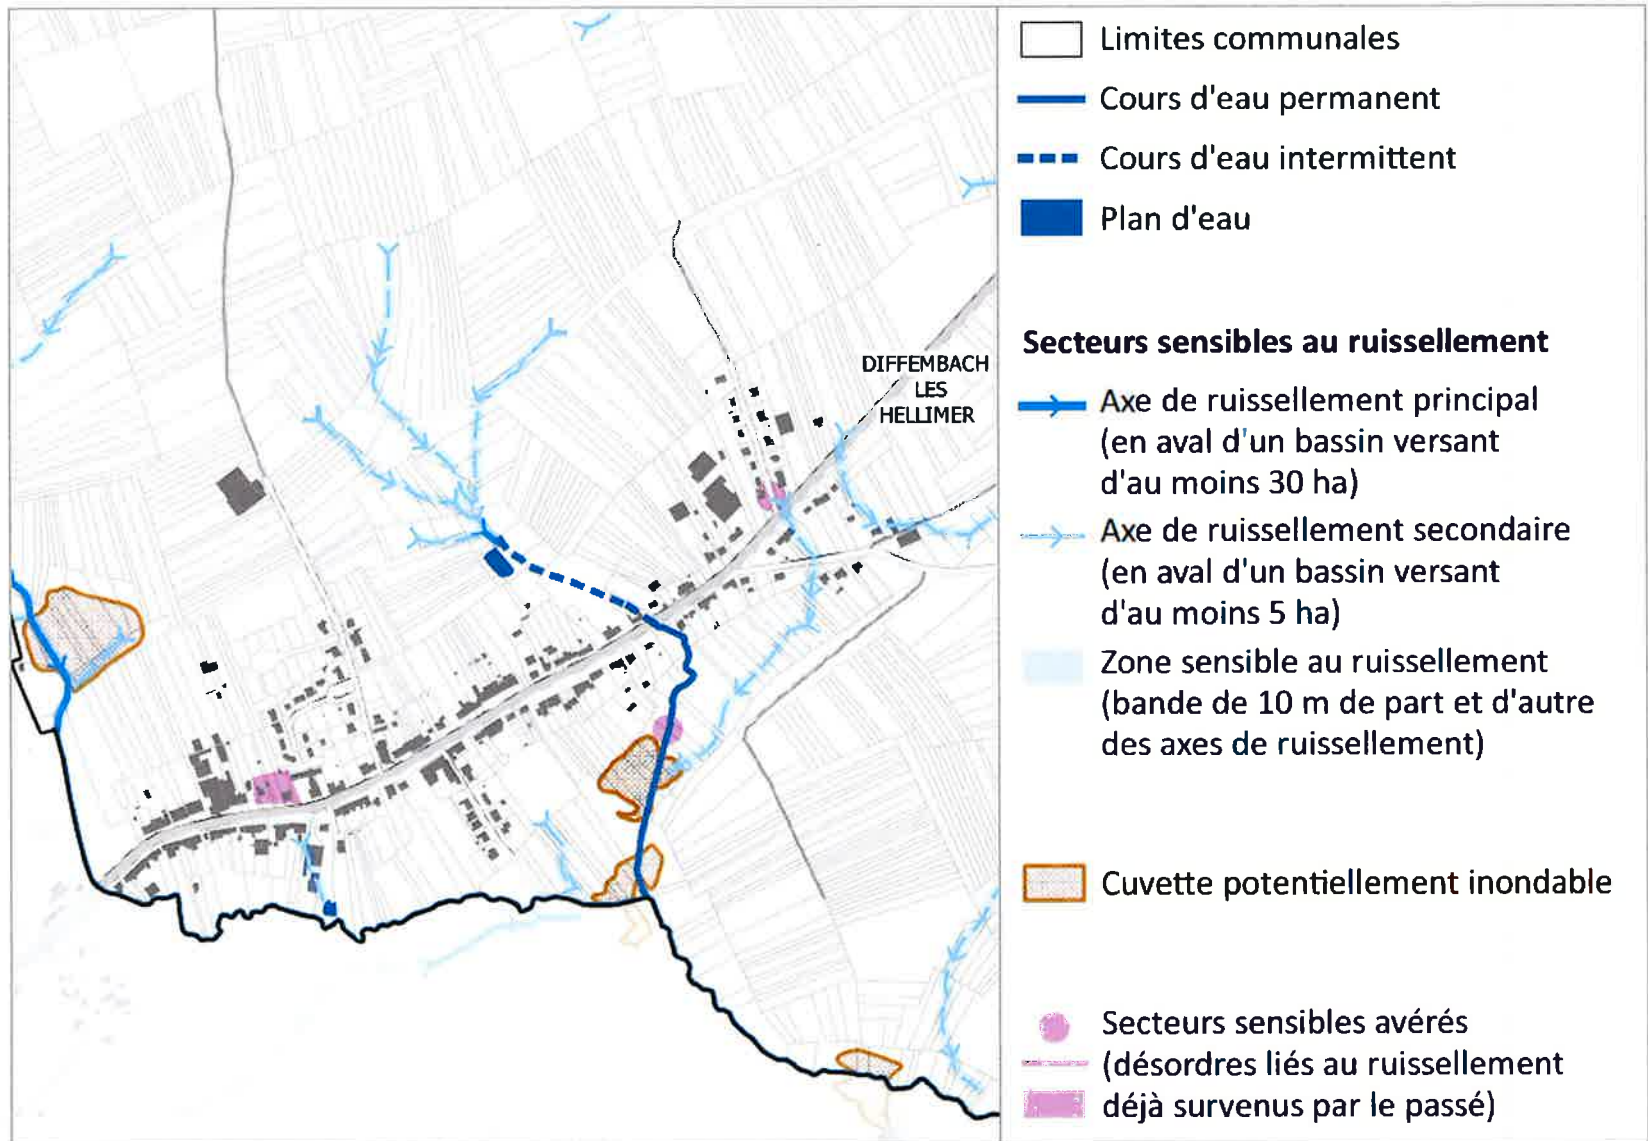 DIFFEMBACH
LES
HELLIMER
Limites communales
Cours d'eau permanent
Cours d'eau intermittent
Plan d'eau
Secteurs sensibles au ruissellement
Axe de ruissellement principal
(en aval d'un bassin versant
d'au moins 30 ha)
Axe de ruissellement secondaire
(en aval d'un bassin versant
d'au moins 5 ha)
Zone sensible au ruissellement
(bande de 10 m de part et d'autre
des axes de ruissellement)
Cuvette potentiellement inondable
Secteurs sensibles avérés
(désordres liés au ruissellement
déjà survenus par le passé)